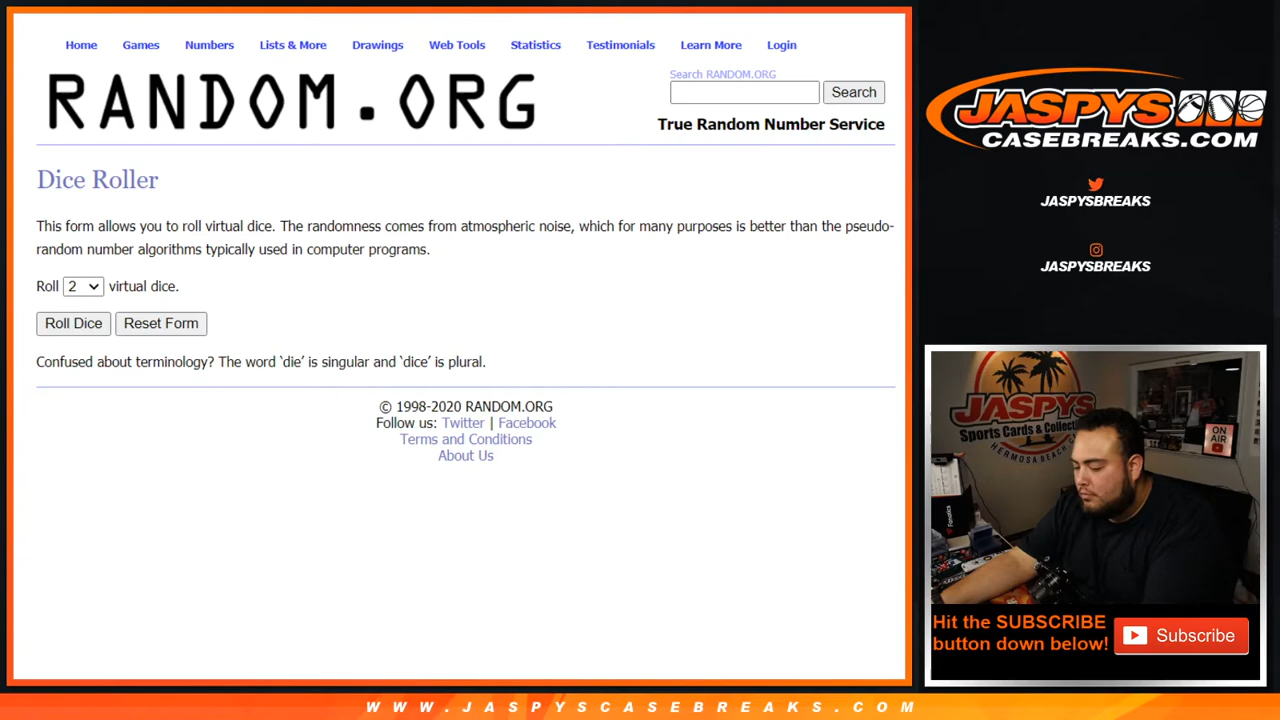 Home Games Numbers Lists & More Drawings Web Tools Statistics Testimonials Learn More Login
RANDOM.ORG
Search RANDOM.ORG
Search
True Random Number Service
Dice Roller
This form allows you to roll virtual dice. The randomness comes from atmospheric noise, which for many purposes is better than the pseudo-
random number algorithms typically used in computer programs.
Roll 2 virtual dice.
Roll Dice Reset Form
Confused about terminology? The word ‘die’ is singular and ‘dice’ is plural.
© 1998-2020 RANDOM.ORG
Follow us: Twitter | Facebook
Terms and Conditions
About Us
JASPYS
CASEBREAKS.COM
JASPYSBREAKS
JASPYSBREAKS
JASPYS
Sports Cards & Collectib
HERMOSA BEACH C
ON
AIR
Fanatics
Hit the SUBSCRIBE
button down below!
Subscribe
WWW.JASPYSCASEBREAKS.COM